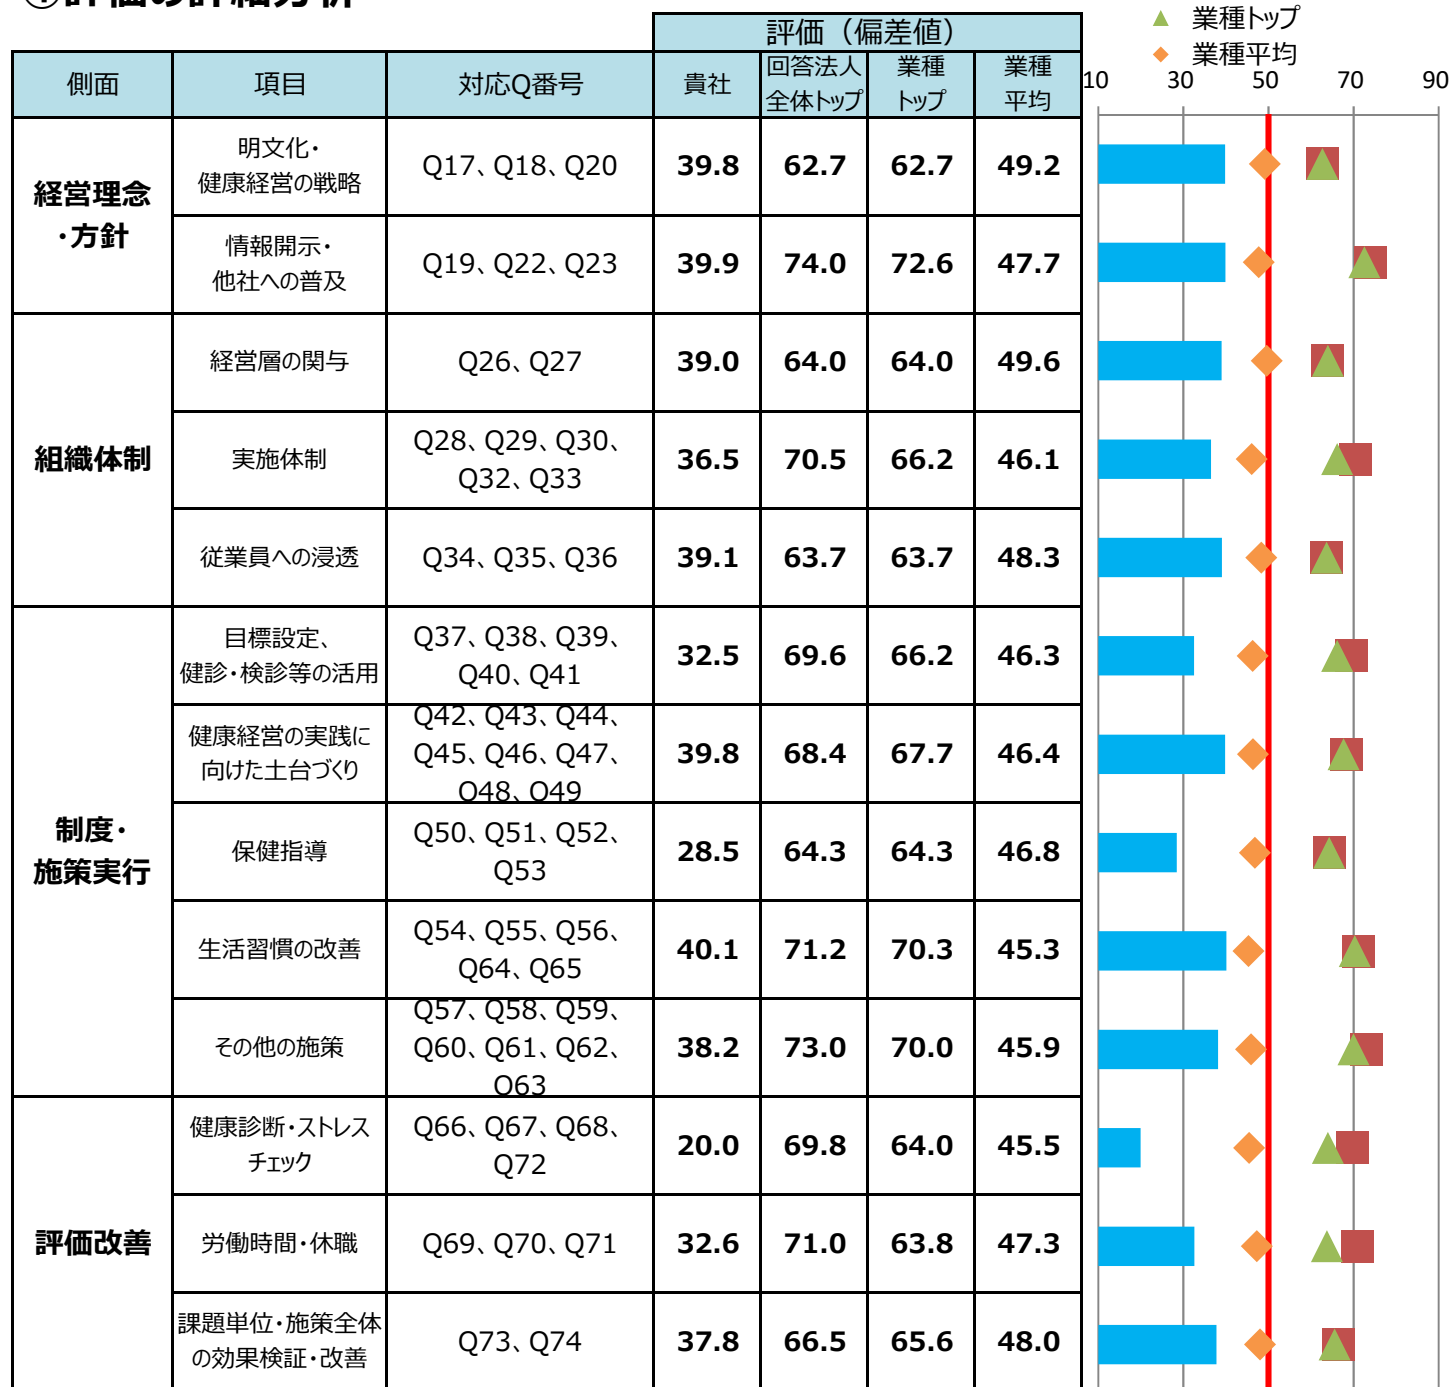 ①評価の詳細分析
▲ 業種トップ
◆ 業種平均
評価（偏差値）
側面 項目 対応Q番号 貴社 回答法人 業種 業種
全体トップ トップ 平均
10 30 50 70 90
経営理念
・方針
明文化・
健康経営の戦略
Q17、Q18、Q20
39.8 62.7 62.7 49.2
情報開示・
他社への普及
Q19、Q22、Q23
39.9 74.0 72.6 47.7
組織体制
経営層の関与
Q26、Q27
39.0 64.0 64.0 49.6
実施体制
Q28、Q29、Q30、
Q32、Q33
36.5 70.5 66.2 46.1
従業員への浸透
Q34、Q35、Q36
39.1 63.7 63.7 48.3
制度・
施策実行
目標設定、
健診・検診等の活用
Q37、Q38、Q39、
Q40、Q41
32.5 69.6 66.2 46.3
健康経営の実践に
向けた土台づくり
Q42、Q43、Q44、
Q45、Q46、Q47、
Q48、Q49
39.8 68.4 67.7 46.4
保健指導
Q50、Q51、Q52、
Q53
28.5 64.3 64.3 46.8
生活習慣の改善
Q54、Q55、Q56、
Q64、Q65
40.1 71.2 70.3 45.3
その他の施策
Q57、Q58、Q59、
Q60、Q61、Q62、
Q63
38.2 73.0 70.0 45.9
評価改善
健康診断・ストレス
チェック
Q66、Q67、Q68、
Q72
20.0 69.8 64.0 45.5
労働時間・休職
Q69、Q70、Q71
32.6 71.0 63.8 47.3
課題単位・施策全体
の効果検証・改善
Q73、Q74
37.8 66.5 65.6 48.0